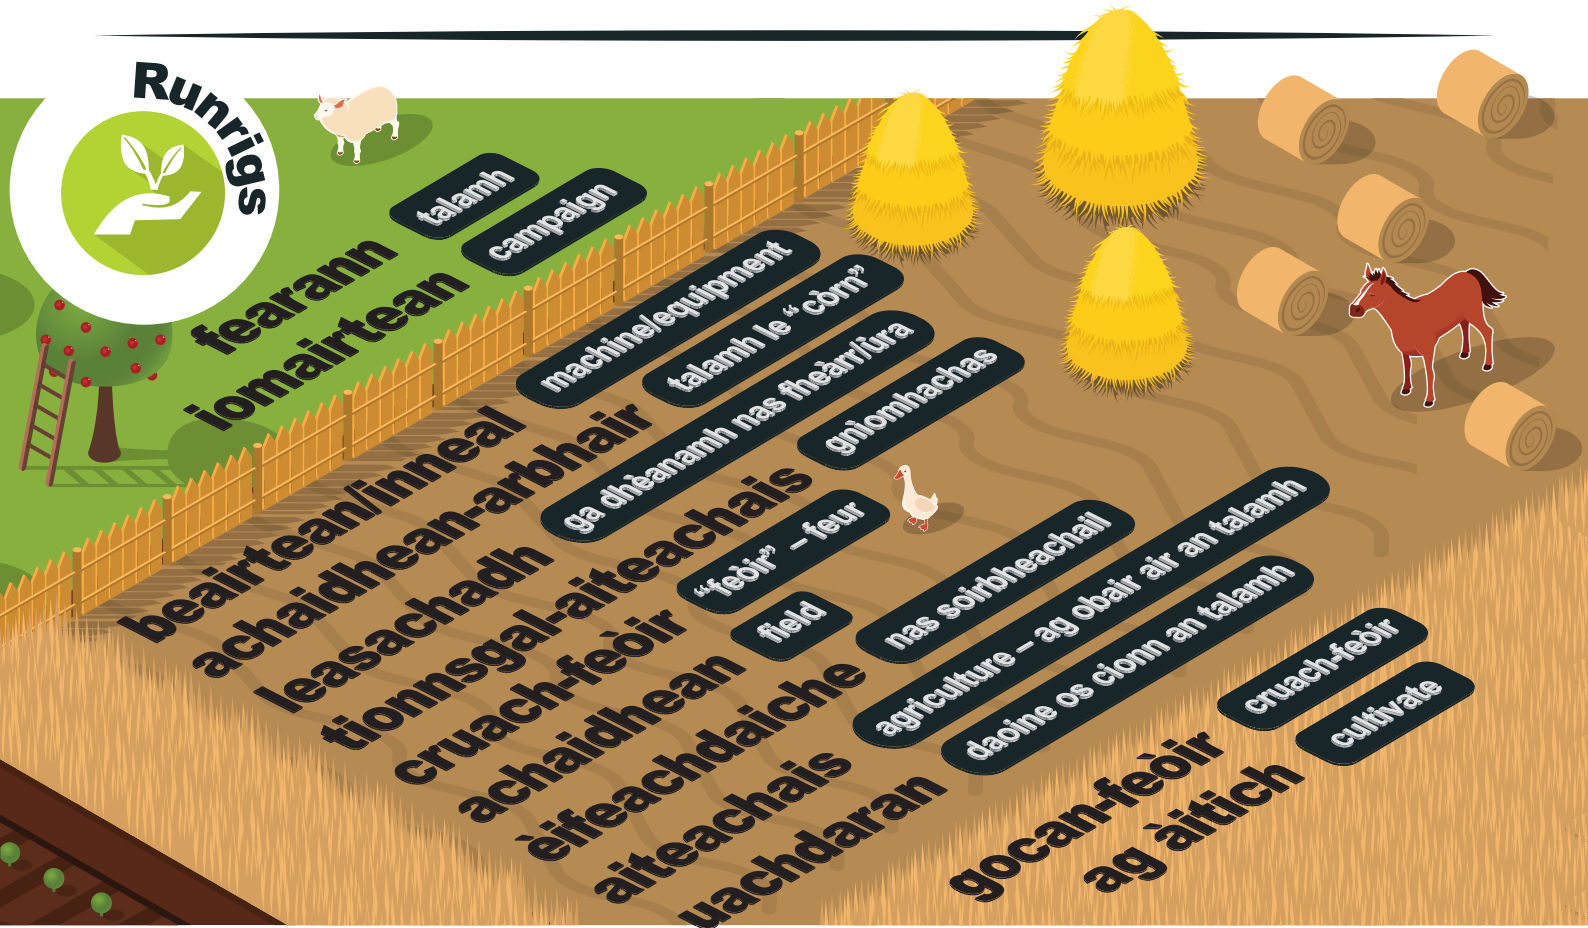 Runrigs
fearann talamh
iomairtean campaign
beairtean/inneal machine/equipment
achaidhean-arbhair talamh le “còrn”
leasachadh ga dhèanamh nas fheàrr/ùra
tionnsgal-aiteachais gnìomhachas
cruach-feòir “feòir” – feur
achaidhean field
èifeachdaiche nas soirbheachail
aiteachais agriculture – ag obair air an talamh
uachdaran daoine os cionn an talamh
gocan-feòir cruach-feòir
ag àitich cultivate